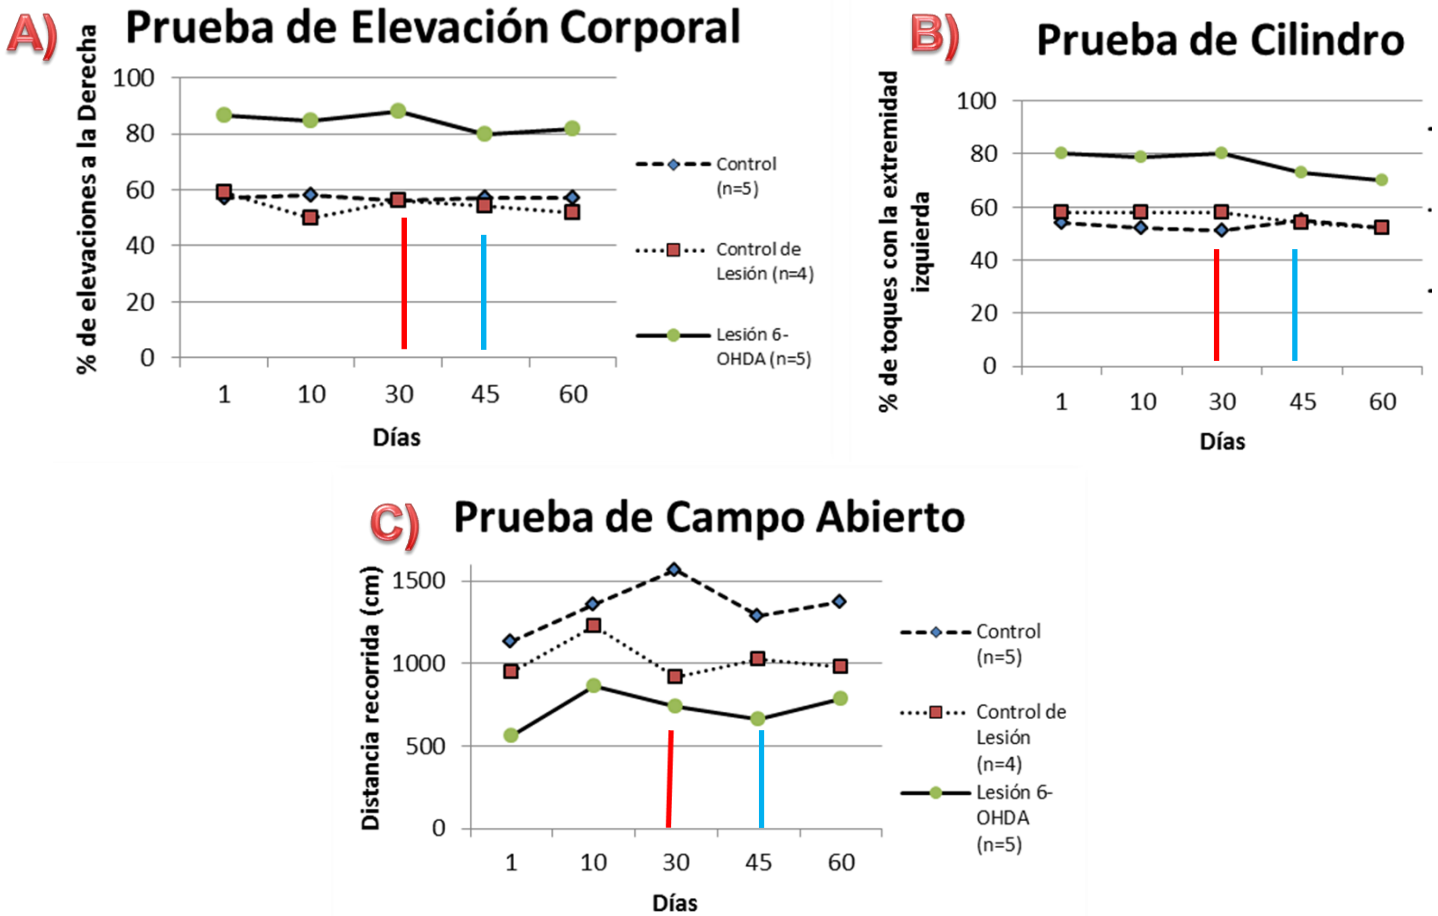 A)
Prueba de Elevación Corporal
% de elevaciones a la Derecha
100
80
60
40
20
0
1 10 30 45 60
Días
Control
(n=5)
Control de
Lesión (n=4)
Lesión 6-
OHDA (n=5)
B)
Prueba de Cilindro
% de toques con la extremidad
izquierda
100
80
60
40
20
0
1 10 30 45 60
Días
C)
Prueba de Campo Abierto
Distancia recorrida (cm)
1500
1000
500
0
1 10 30 45 60
Días
Control
(n=5)
Control de
Lesión
(n=4)
Lesión 6-
OHDA
(n=5)